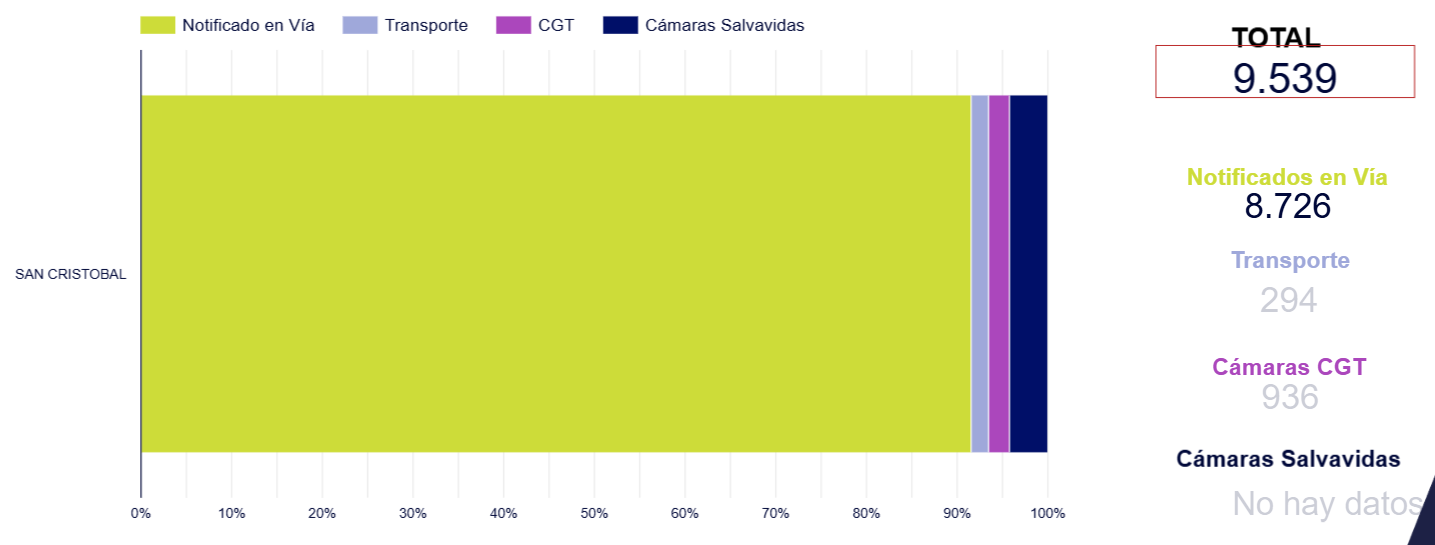 Notificado en Vía
Transporte
CGT
Cámaras Salvavidas
SAN CRISTOBAL
0%
10%
20%
30%
40%
50%
60%
70%
80%
90%
100%
TOTAL
9.539
Notificados en Vía
8.726
Transporte
294
Cámaras CGT
936
Cámaras Salvavidas
No hay datos